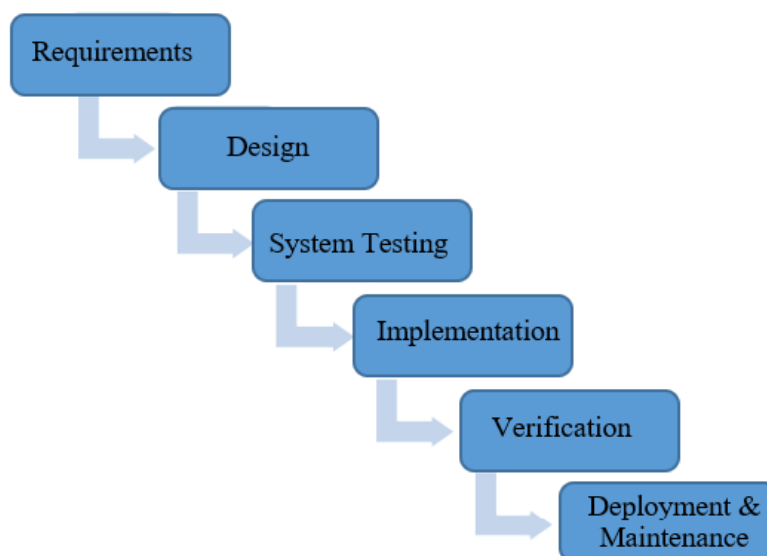 Requirements
Design
System Testing
Implementation
Verification
Deployment &
Maintenance